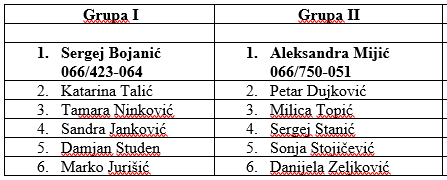 Grupa I
Grupa II
1. Sergej Bojanić
066/423-064
1. Aleksandra Mijić
066/750-051
2. Katarina Talić
2. Petar Dujković
3. Tamara Ninković
3. Milica Topić
4. Sandra Janković
4. Sergej Stanić
5. Damjan Studen
5. Sonja Stojičević
6. Marko Jurišić
6. Danijela Zeljković